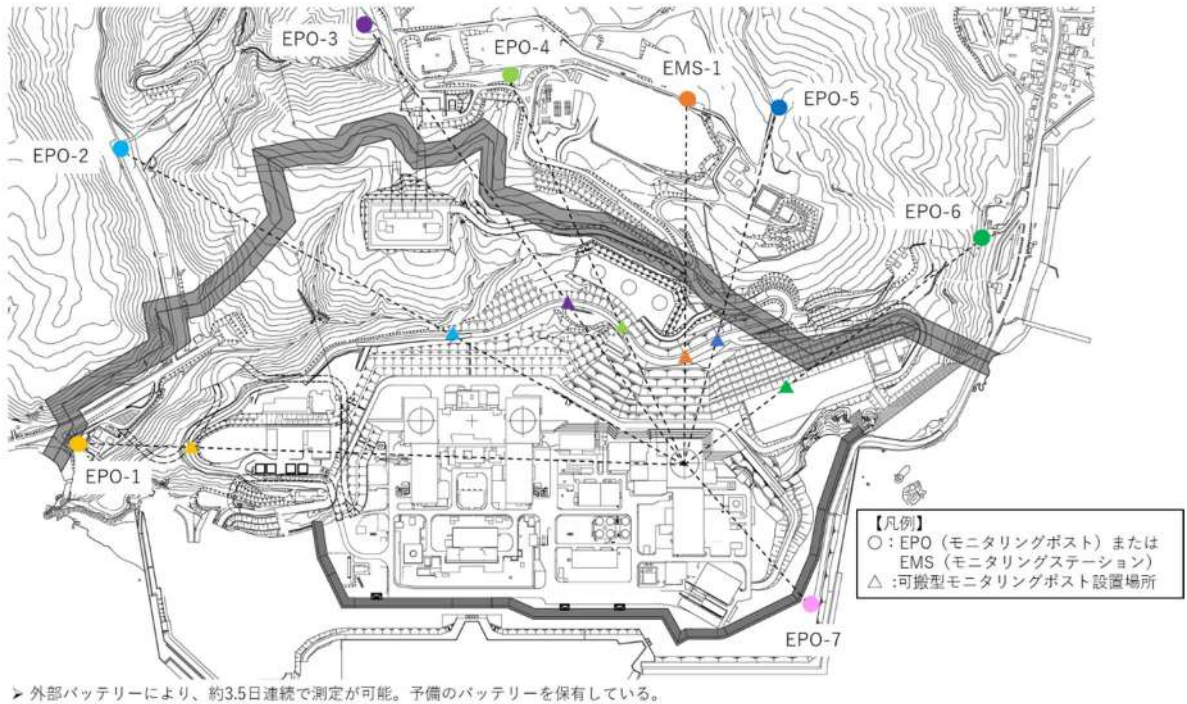 EPO-3
EPO-4
EMS-1
EPO-5
EPO-2
EPO-6
EPO-1
【凡例】
○：EPO（モニタリングポスト）または
EMS（モニタリングステーション）
△：可搬型モニタリングポスト設置場所
EPO-7
➤ 外部バッテリーにより、約3.5日連続で測定が可能。予備のバッテリーを保有している。